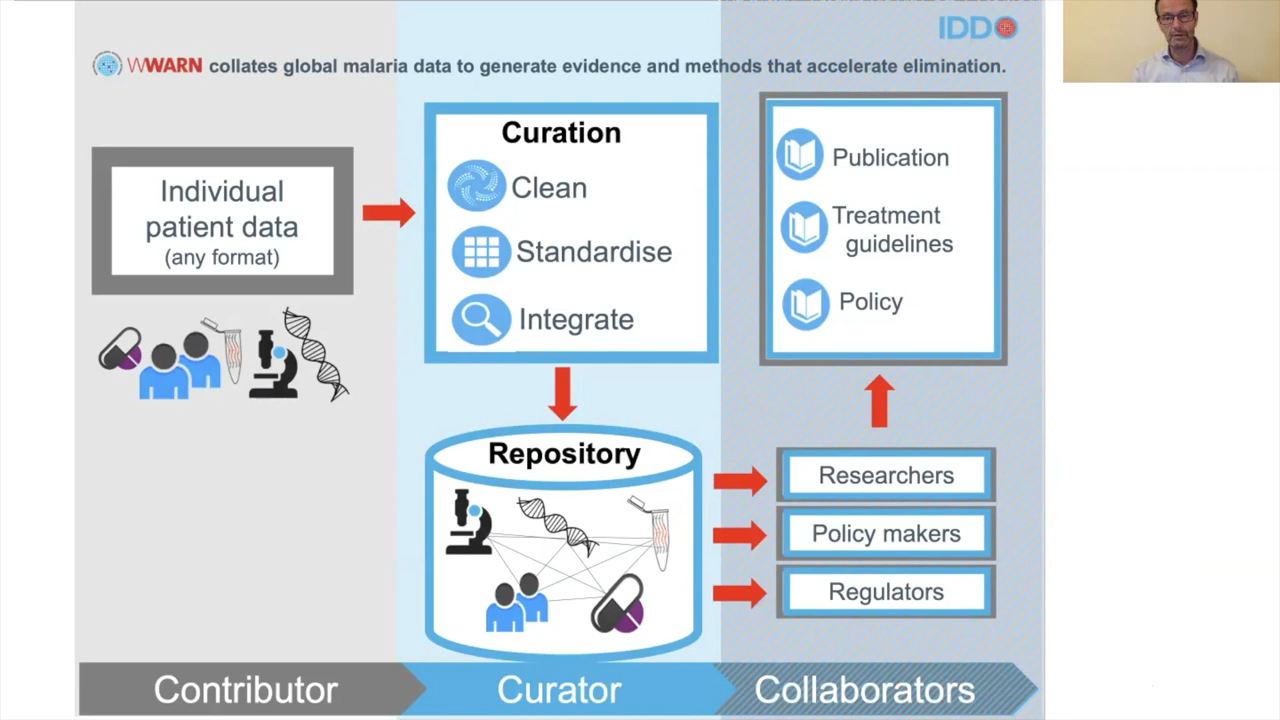 IDDO
WWARN collates global malaria data to generate evidence and methods that accelerate elimination.
Individual
patient data
(any format)
Curation
Clean
Standardise
Integrate
Repository
Publication
Treatment
guidelines
Policy
Researchers
Policy makers
Regulators
Contributor
Curator
Collaborators